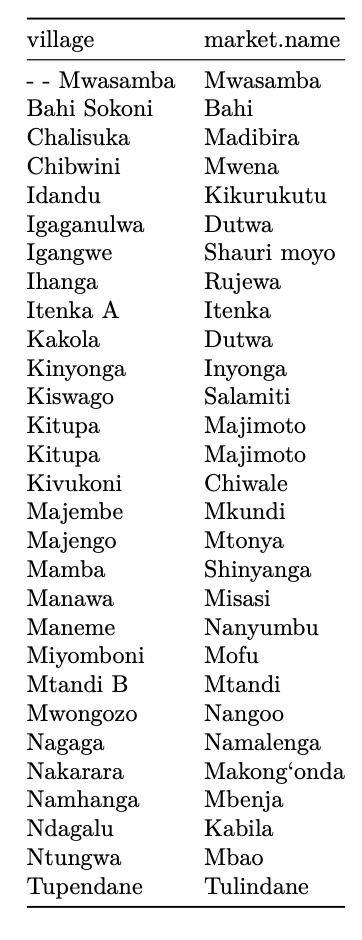 village market.name
- - Mwasamba Mwasamba
Bahi Sokoni Bahi
Chalisuka Madibira
Chibwini Mwena
Idandu Kikurukutu
Igaganulwa Dutwa
Igangwe Shauri moyo
Ihanga Rujewa
Itenka A Itenka
Kakola Dutwa
Kinyonga Inyonga
Kiswago Salamiti
Kitupa Majimoto
Kitupa Majimoto
Kivukoni Chiwale
Majembe Mkundi
Majengo Mtonya
Mamba Shinyanga
Manawa Misasi
Maneme Nanyumbu
Miyomboni Mofu
Mtandi B Mtandi
Mwongozo Nangoo
Nagaga Namalenga
Nakarara Makong‘onda
Namhanga Mbenja
Ndagalu Kabila
Ntungwa Mbao
Tupendane Tulindane